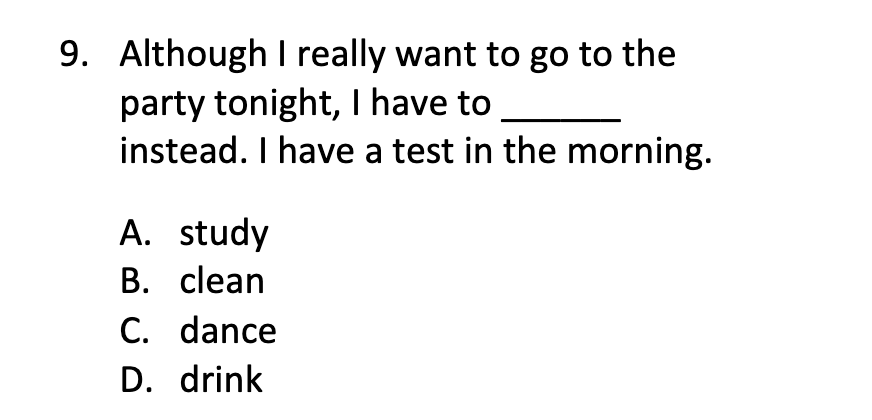 9. Although I really want to go to the
party tonight, I have to ______
instead. I have a test in the morning.
A. study
B. clean
C. dance
D. drink